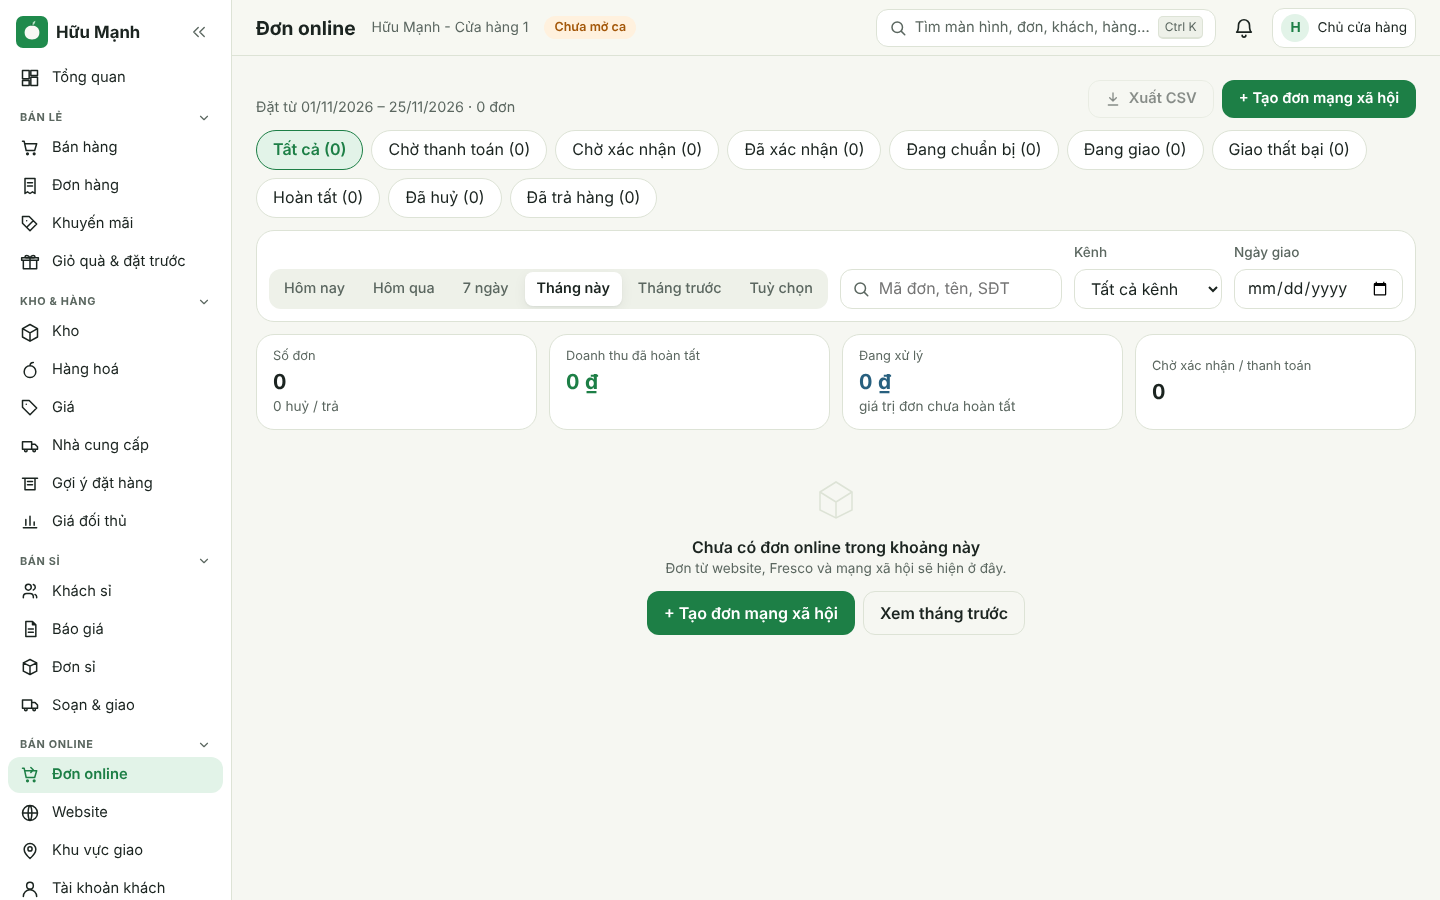 Hữu Mạnh
Tổng quan
BÁN LẺ
Bán hàng
Đơn hàng
Khuyến mãi
Giỏ quà & đặt trước
KHO & HÀNG
Kho
Hàng hoá
Giá
Nhà cung cấp
Gợi ý đặt hàng
Giá đối thủ
BÁN SỈ
Khách sỉ
Báo giá
Đơn sỉ
Soạn & giao
BÁN ONLINE
Đơn online
Website
Khu vực giao
Tài khoản khách
Đơn online Hữu Mạnh - Cửa hàng 1 Chưa mở ca Tìm màn hình, đơn, khách, hàng... Ctrl K H Chủ cửa hàng
Đặt từ 01/11/2026 – 25/11/2026 · 0 đơn Xuất CSV + Tạo đơn mạng xã hội
Tất cả (0) Chờ thanh toán (0) Chờ xác nhận (0) Đã xác nhận (0) Đang chuẩn bị (0) Đang giao (0) Giao thất bại (0)
Hoàn tất (0) Đã huỷ (0) Đã trả hàng (0)
Kênh Ngày giao
Hôm nay Hôm qua 7 ngày Tháng này Tháng trước Tuỳ chọn Mã đơn, tên, SĐT Tất cả kênh mm/dd/yyyy
Số đơn
0
0 huỷ / trả
Doanh thu đã hoàn tất
0 ₫
Đang xử lý
0 ₫
giá trị đơn chưa hoàn tất
Chờ xác nhận / thanh toán
0
Chưa có đơn online trong khoảng này
Đơn từ website, Fresco và mạng xã hội sẽ hiện ở đây.
+ Tạo đơn mạng xã hội Xem tháng trước